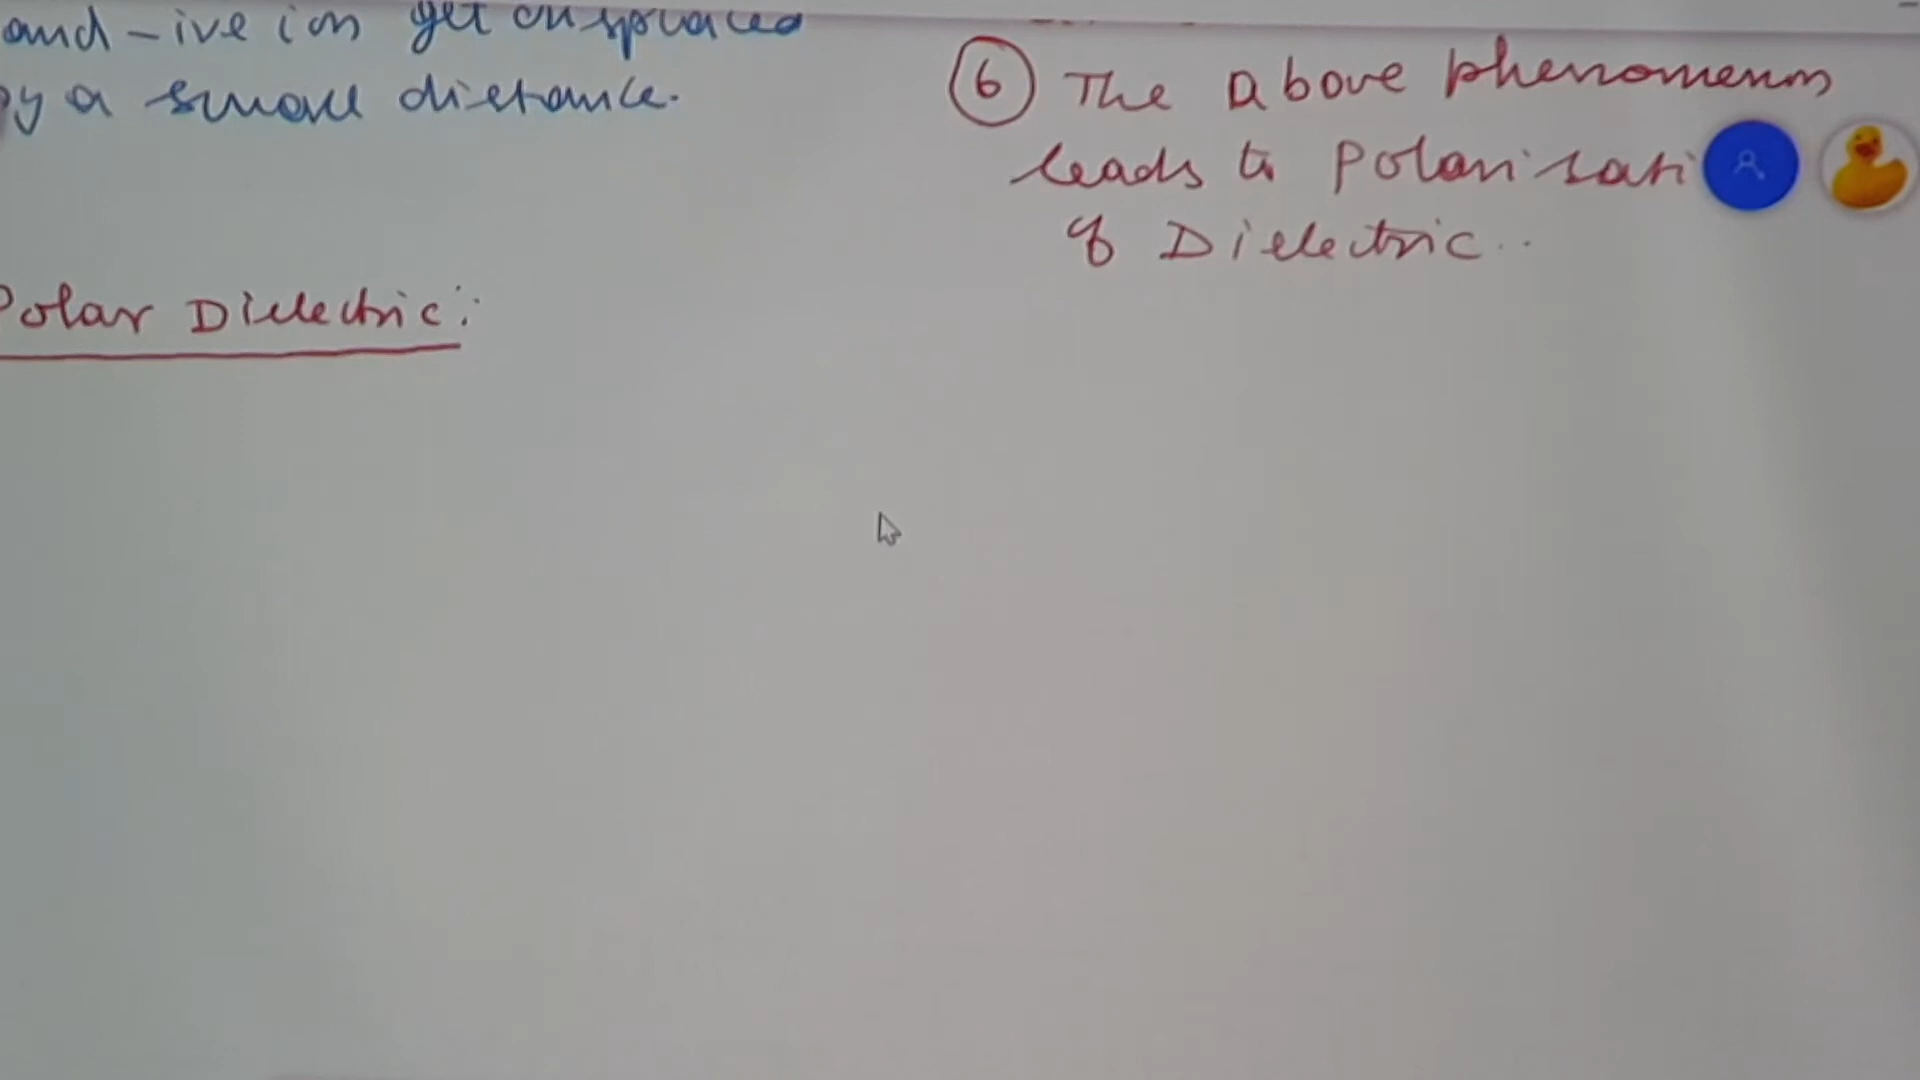 and -ive ion get displaced
by a small distance.
Polar Dielectric:
⑥ The above phenomenon
leads to Polarisati
of Dielectric..